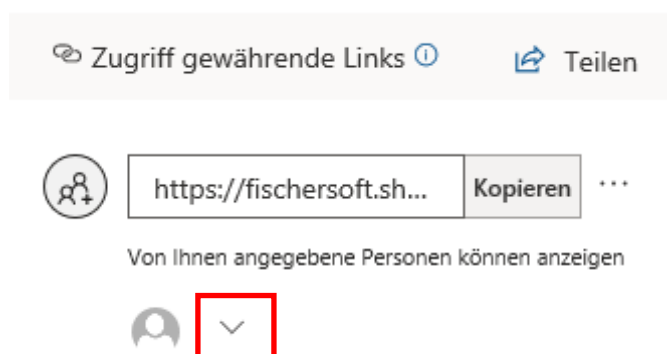 Zugriff gewährende Links Teilen
https://fischersoft.sh... Kopieren ...
Von Ihnen angegebene Personen können anzeigen